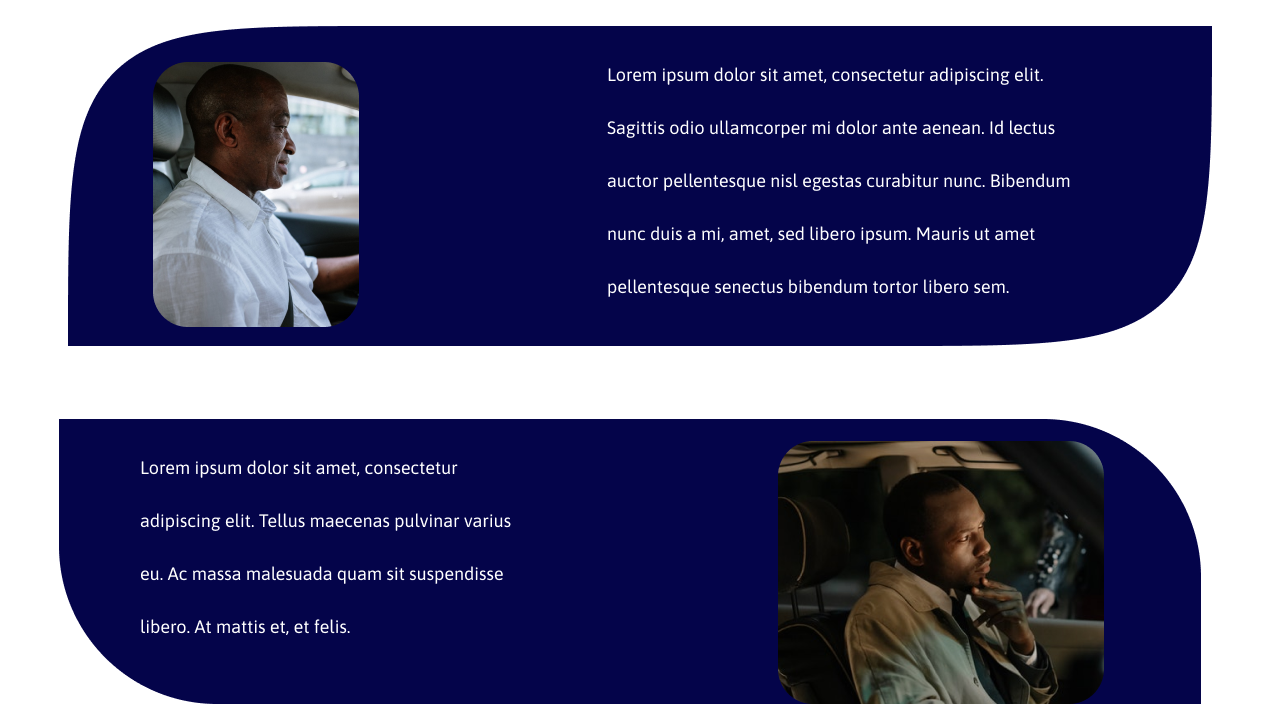 Lorem ipsum dolor sit amet, consectetur adipiscing elit.
Sagittis odio ullamcorper mi dolor ante aenean. Id lectus
auctor pellentesque nisl egestas curabitur nunc. Bibendum
nunc duis a mi, amet, sed libero ipsum. Mauris ut amet
pellentesque senectus bibendum tortor libero sem.
Lorem ipsum dolor sit amet, consectetur
adipiscing elit. Tellus maecenas pulvinar varius
eu. Ac massa malesuada quam sit suspendisse
libero. At mattis et, et felis.